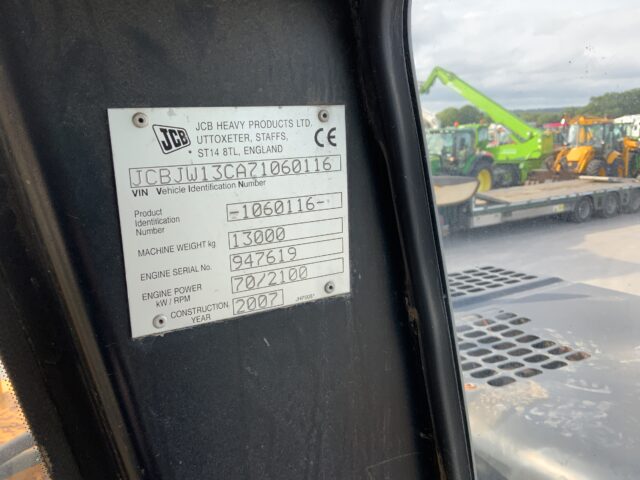 JCB
JCB HEAVY PRODUCTS LTD.
UTTOXETER, STAFFS,
ST14 8TL, ENGLAND
CE
JCBJW13CA71060116
VIN Vehicle Identification Number
Product
Identification
Number
-1060116-
MACHINE WEIGHT kg
13000
ENGINE SERIAL No.
947619
ENGINE POWER
kW / RPM
70/2100
CONSTRUCTION
YEAR
2007